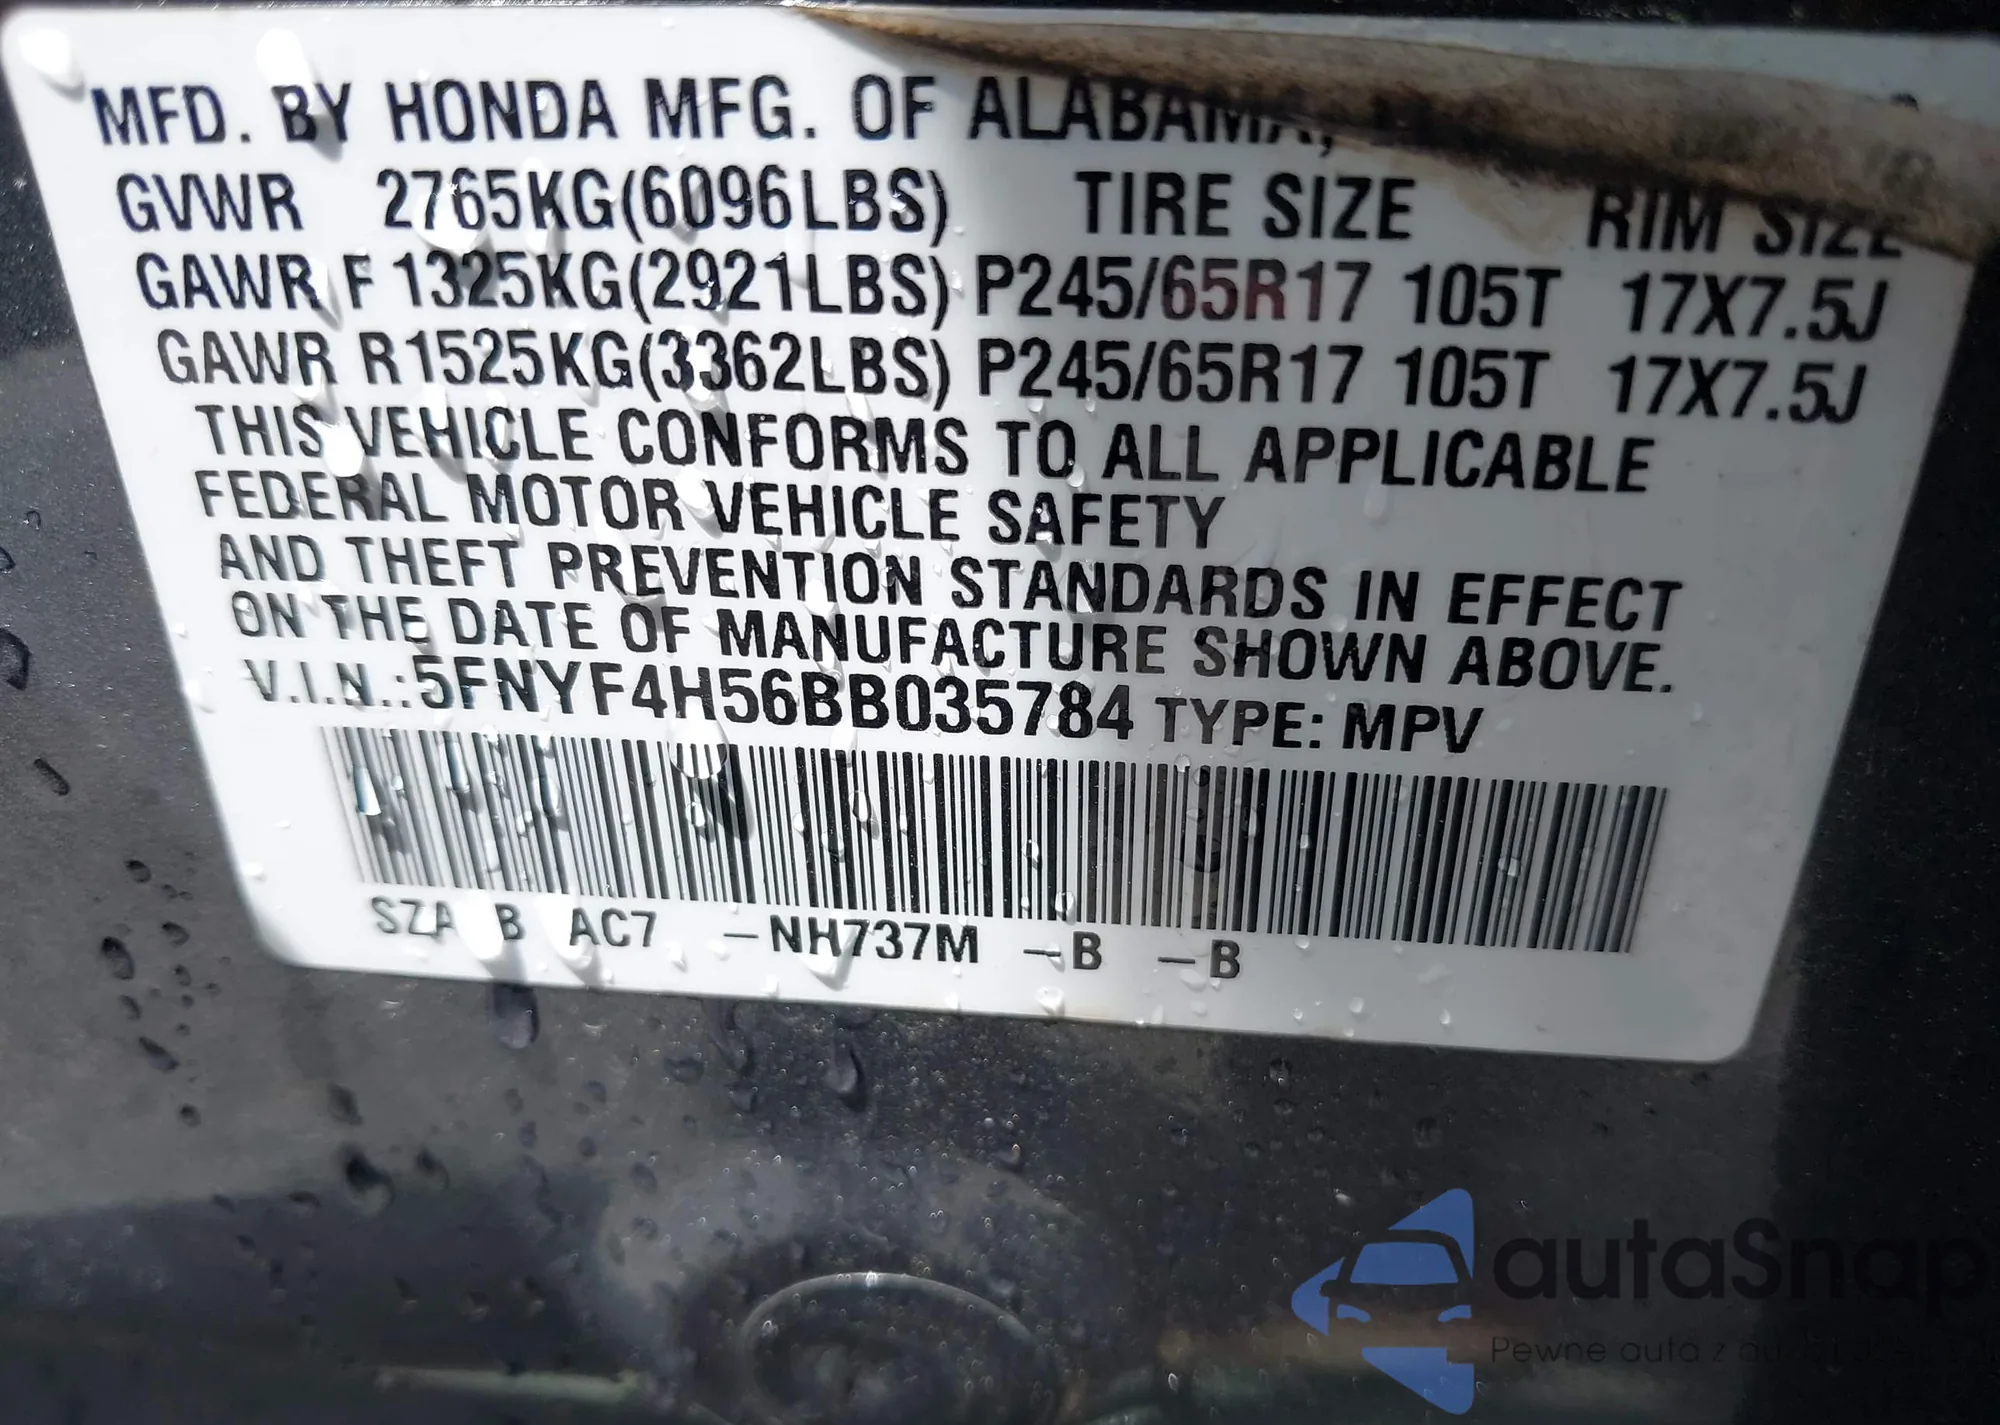 MFD. BY HONDA MFG. OF ALABAMA,
GVWR 2765KG(6096LBS) TIRE SIZE RIM SIZE
GAWR F 1325KG(2921LBS) P245/65R17 105T 17X7.5J
GAWR R1525KG(3362LBS) P245/65R17 105T 17X7.5J
THIS VEHICLE CONFORMS TO ALL APPLICABLE
FEDERAL MOTOR VEHICLE SAFETY
AND THEFT PREVENTION STANDARDS IN EFFECT
ON THE DATE OF MANUFACTURE SHOWN ABOVE.
V.I.N.:5FNYF4H56BB035784 TYPE: MPV
SZA B AC7 -NH737M -B -B
autaSnap
Pewne auta z